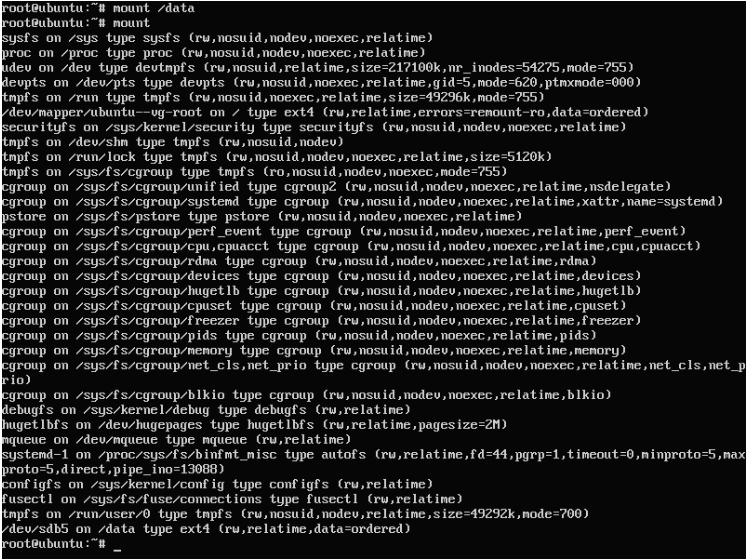 root@ubuntu:~# mount /data
root@ubuntu:~# mount
sysfs on /sys type sysfs (rw,nosuid,nodev,noexec,relatime)
proc on /proc type proc (rw,nosuid,nodev,noexec,relatime)
udev on /dev type devtmpfs (rw,nosuid,relatime,size=217100k,nr_inodes=54275,mode=755)
devpts on /dev/pts type devpts (rw,nosuid,noexec,relatime,gid=5,mode=620,ptmxmode=000)
tmpfs on /run type tmpfs (rw,nosuid,noexec,relatime,size=49296k,mode=755)
/dev/mapper/ubuntu--vg-root on / type ext4 (rw,relatime,errors=remount-ro,data=ordered)
securityfs on /sys/kernel/security type securityfs (rw,nosuid,nodev,noexec,relatime)
tmpfs on /dev/shm type tmpfs (rw,nosuid,nodev)
tmpfs on /run/lock type tmpfs (rw,nosuid,nodev,noexec,relatime,size=5120k)
tmpfs on /sys/fs/cgroup type tmpfs (ro,nosuid,nodev,noexec,mode=755)
cgroup on /sys/fs/cgroup/unified type cgroup2 (rw,nosuid,nodev,noexec,relatime,nsdelegate)
cgroup on /sys/fs/cgroup/systemd type cgroup (rw,nosuid,nodev,noexec,relatime,xattr,name=systemd)
pstore on /sys/fs/pstore type pstore (rw,nosuid,nodev,noexec,relatime)
cgroup on /sys/fs/cgroup/perf_event type cgroup (rw,nosuid,nodev,noexec,relatime,perf_event)
cgroup on /sys/fs/cgroup/cpu,cpuacct type cgroup (rw,nosuid,nodev,noexec,relatime,cpu,cpuacct)
cgroup on /sys/fs/cgroup/rdma type cgroup (rw,nosuid,nodev,noexec,relatime,rdma)
cgroup on /sys/fs/cgroup/devices type cgroup (rw,nosuid,nodev,noexec,relatime,devices)
cgroup on /sys/fs/cgroup/hugetlb type cgroup (rw,nosuid,nodev,noexec,relatime,hugetlb)
cgroup on /sys/fs/cgroup/cpuset type cgroup (rw,nosuid,nodev,noexec,relatime,cpuset)
cgroup on /sys/fs/cgroup/freezer type cgroup (rw,nosuid,nodev,noexec,relatime,freezer)
cgroup on /sys/fs/cgroup/pids type cgroup (rw,nosuid,nodev,noexec,relatime,pids)
cgroup on /sys/fs/cgroup/memory type cgroup (rw,nosuid,nodev,noexec,relatime,memory)
cgroup on /sys/fs/cgroup/net_cls,net_prio type cgroup (rw,nosuid,nodev,noexec,relatime,net_cls,net_p
rio)
cgroup on /sys/fs/cgroup/blkio type cgroup (rw,nosuid,nodev,noexec,relatime,blkio)
debugfs on /sys/kernel/debug type debugfs (rw,relatime)
hugetlbfs on /dev/hugepages type hugetlbfs (rw,relatime,pagesize=2M)
mqueue on /dev/mqueue type mqueue (rw,relatime)
systemd-1 on /proc/sys/fs/binfmt_misc type autofs (rw,relatime,fd=44,pgrp=1,timeout=0,minproto=5,max
proto=5,direct,pipe_ino=13088)
configfs on /sys/kernel/config type configfs (rw,relatime)
fusectl on /sys/fs/fuse/connections type fusectl (rw,relatime)
tmpfs on /run/user/0 type tmpfs (rw,nosuid,nodev,relatime,size=49292k,mode=700)
/dev/sdb5 on /data type ext4 (rw,relatime,data=ordered)
root@ubuntu:~# _